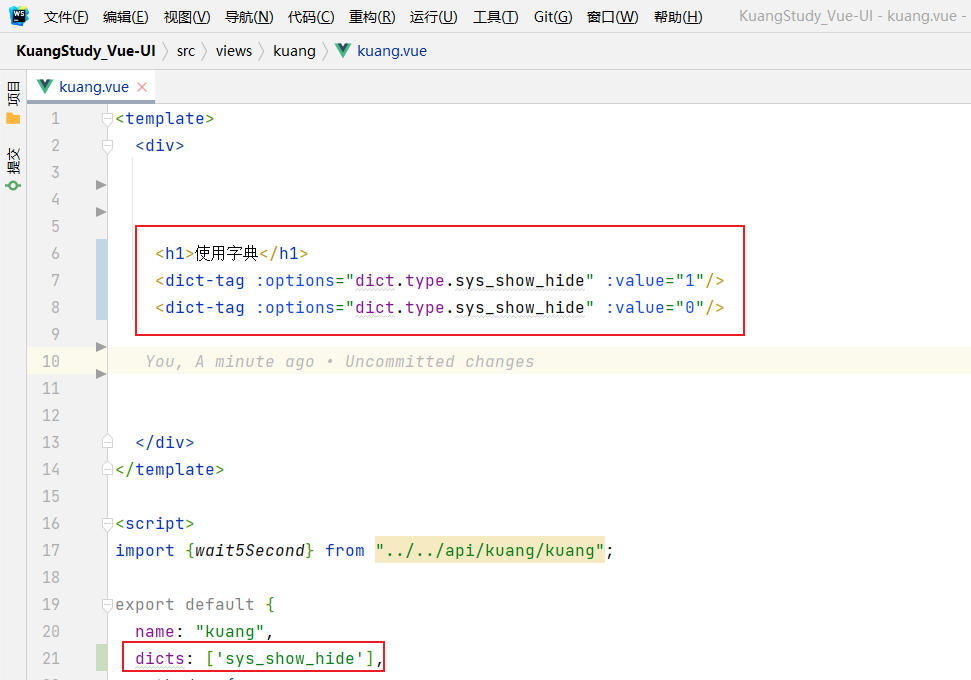 文件(F) 编辑(E) 视图(V) 导航(N) 代码(C) 重构(R) 运行(U) 工具(T) Git(G) 窗口(W) 帮助(H) KuangStudy_Vue-UI - kuang.vue -
KuangStudy_Vue-UI src views kuang kuang.vue
项目
提交
kuang.vue
1 <template>
2 <div>
3
4
5
6 <h1>使用字典</h1>
7 <dict-tag :options="dict.type.sys_show_hide" :value="1"/>
8 <dict-tag :options="dict.type.sys_show_hide" :value="0"/>
9
10 You, A minute ago • Uncommitted changes
11
12
13 </div>
14 </template>
15
16 <script>
17 import {wait5Second} from "../../api/kuang/kuang";
18
19 export default {
20 name: "kuang",
21 dicts: ['sys_show_hide'],